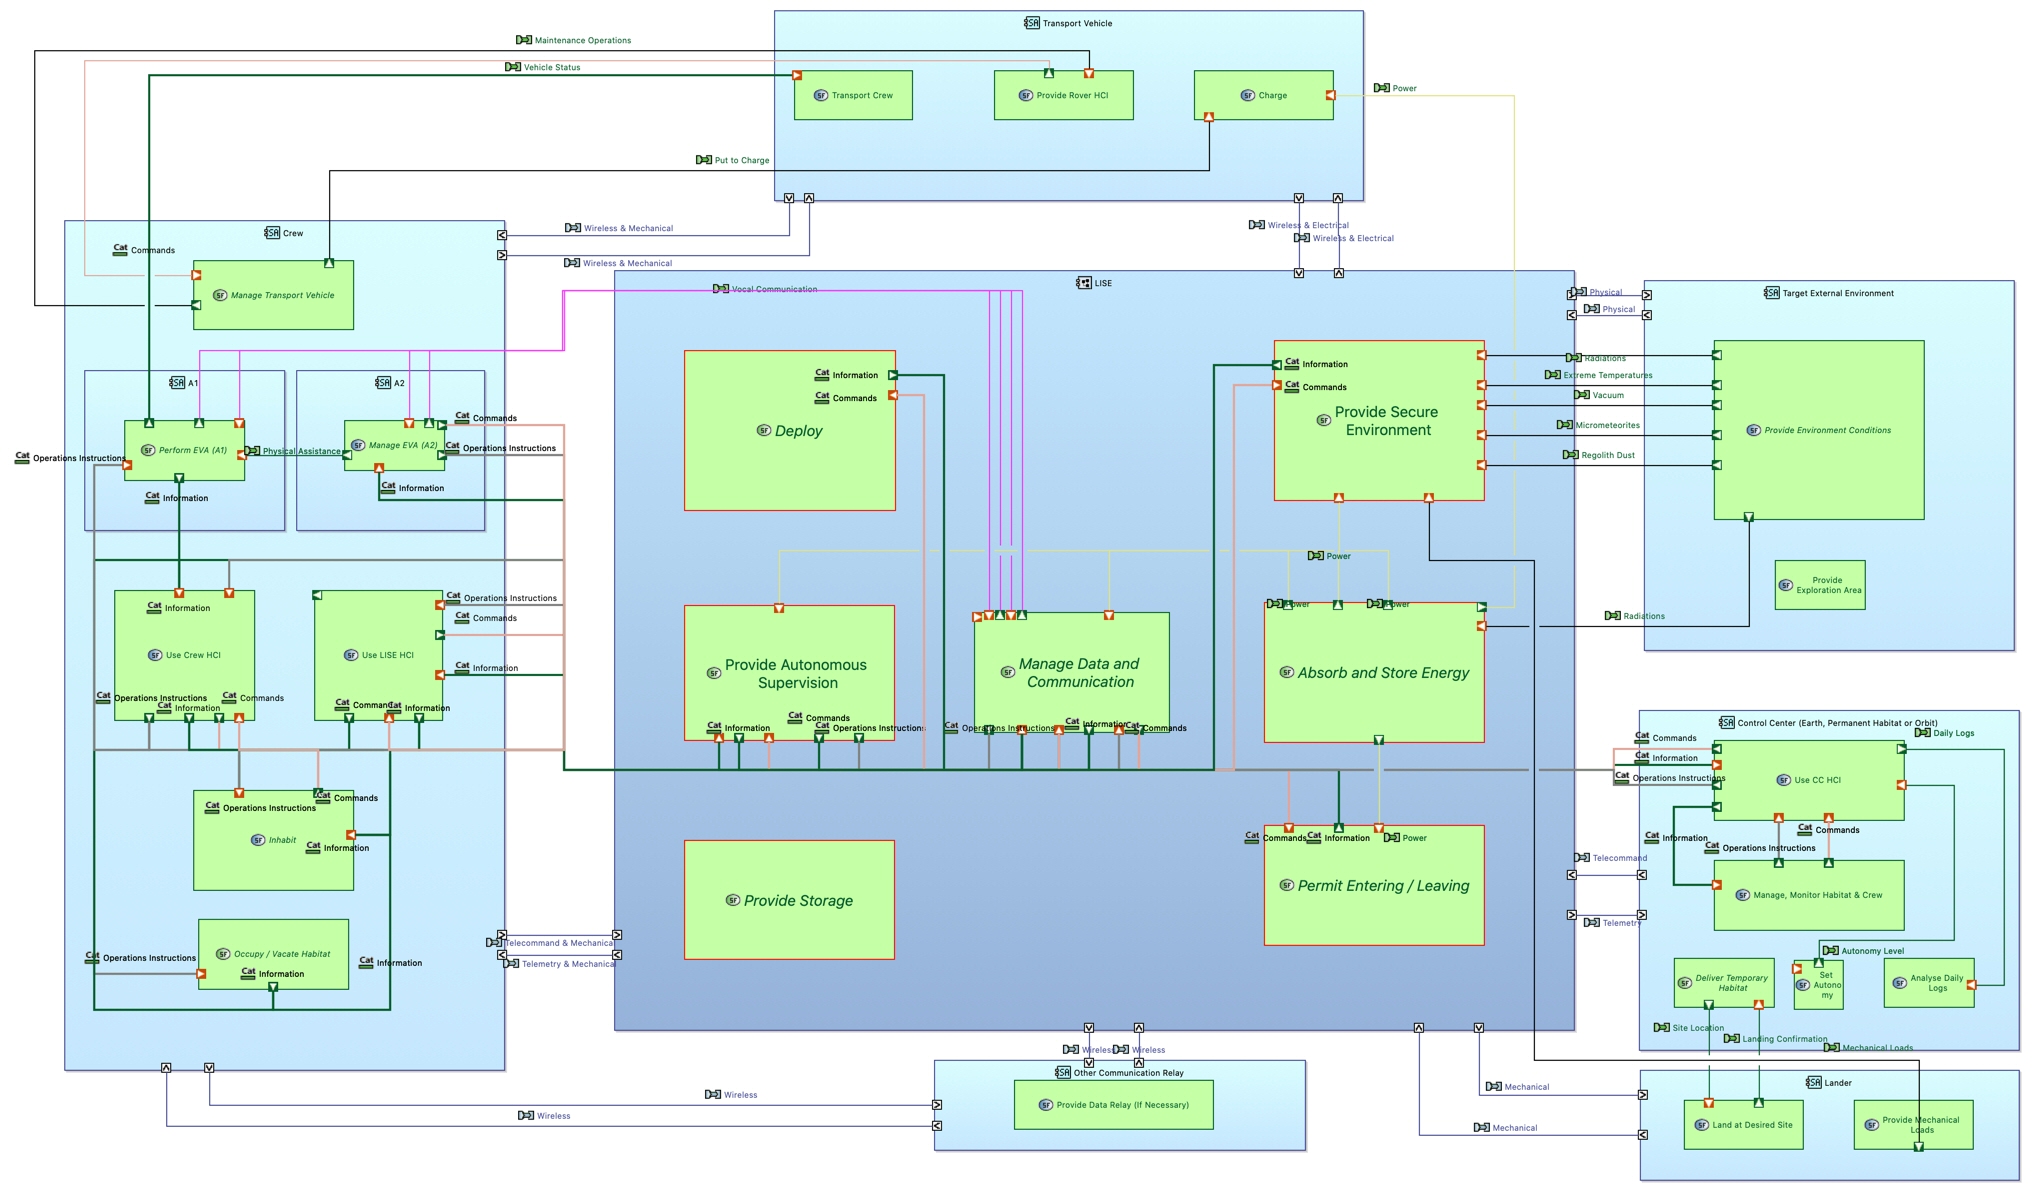 SA Transport Vehicle
Maintenance Operations
Vehicle Status
SF Transport Crew
SF Provide Rover HCI
SF Charge
Power
Put to Charge
Wireless & Mechanical
Wireless & Mechanical
Wireless & Electrical
Wireless & Electrical
SA Crew
Cat Commands
SF Manage Transport Vehicle
SA A1
SA A2
SF Perform EVA (A1)
SF Manage EVA (A2)
Physical Assistance
Cat Commands
Cat Operations Instructions
Cat Operations Instructions
Cat Information
Cat Information
Cat Information
SF Use Crew HCI
SF Use LISE HCI
Cat Operations Instructions
Cat Commands
Cat Information
Cat Operations Instructions
Cat Information
Cat Commands
Cat Commands
Cat Information
Cat Operations Instructions
Cat Commands
SF Inhabit
Cat Information
SF Occupy / Vacate Habitat
Cat Operations Instructions
Cat Information
Cat Information
LISE
Vocal Communication
Cat Information
Cat Commands
SF Deploy
Cat Information
Cat Commands
SF Provide Secure
Environment
Power
Power
Power
SF Provide Autonomous
Supervision
Cat Information
Cat Commands
Cat Operations Instructions
SF Manage Data and
Communication
Cat Operations Instructions
Cat Information
Cat Commands
SF Absorb and Store Energy
SF Provide Storage
Cat Commands
Cat Information
Power
SF Permit Entering / Leaving
Physical
Physical
Radiations
Extreme Temperatures
Vacuum
Micrometeorites
Regolith Dust
Radiations
SA Target External Environment
SF Provide Environment Conditions
SF Provide
Exploration Area
SA Control Center (Earth, Permanent Habitat or Orbit)
Daily Logs
Cat Commands
Cat Information
Cat Operations Instructions
SF Use CC HCI
Cat Commands
Cat Information
Cat Operations Instructions
SF Manage, Monitor Habitat & Crew
Autonomy Level
SF Deliver Temporary
Habitat
SF Set
Autono
my
SF Analyse Daily
Logs
Site Location
Landing Confirmation
Mechanical Loads
Telecommand
Telemetry
Telecommand & Mechanical
Telemetry & Mechanical
Wireless
Wireless
SA Other Communication Relay
SF Provide Data Relay (If Necessary)
Wireless
Wireless
Mechanical
Mechanical
SA Lander
SF Land at Desired Site
SF Provide Mechanical
Loads